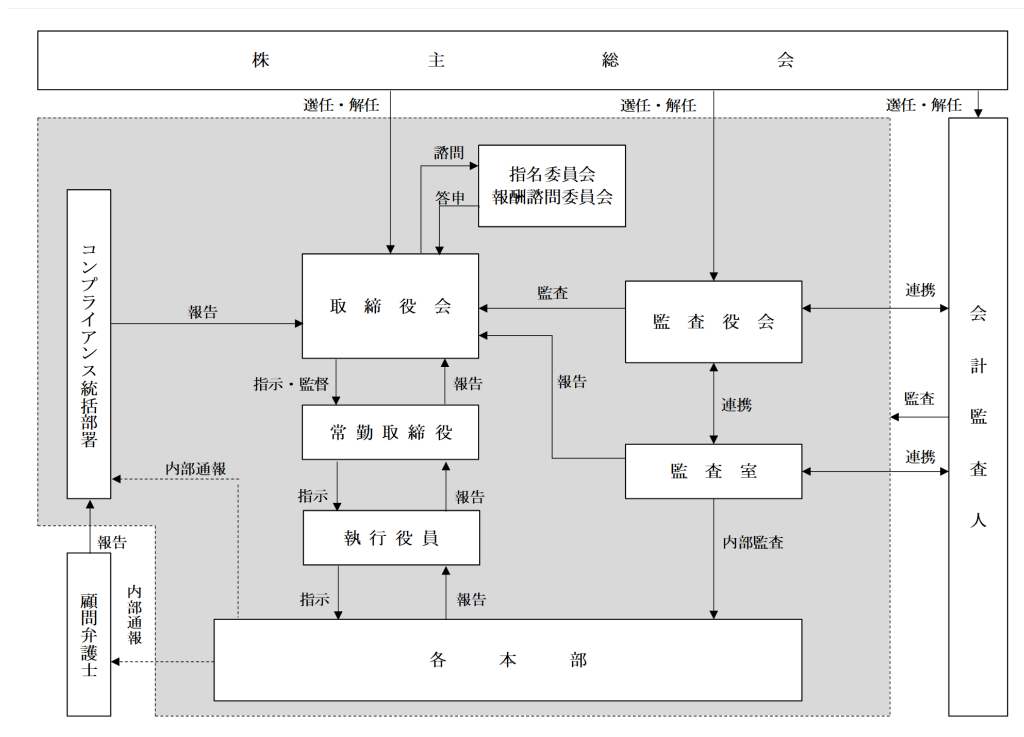 株主総会
選任・解任
選任・解任
選任・解任
諮問
指名委員会
報酬諮問委員会
答申
コンプライアンス統括部署
報告
取締役会
監査
監査役会
連携
会計監査人
指示・監督
報告
報告
連携
監査
常勤取締役
内部通報
監査室
連携
指示
報告
執行役員
報告
内部監査
顧問弁護士
内部通報
指示
報告
各本部